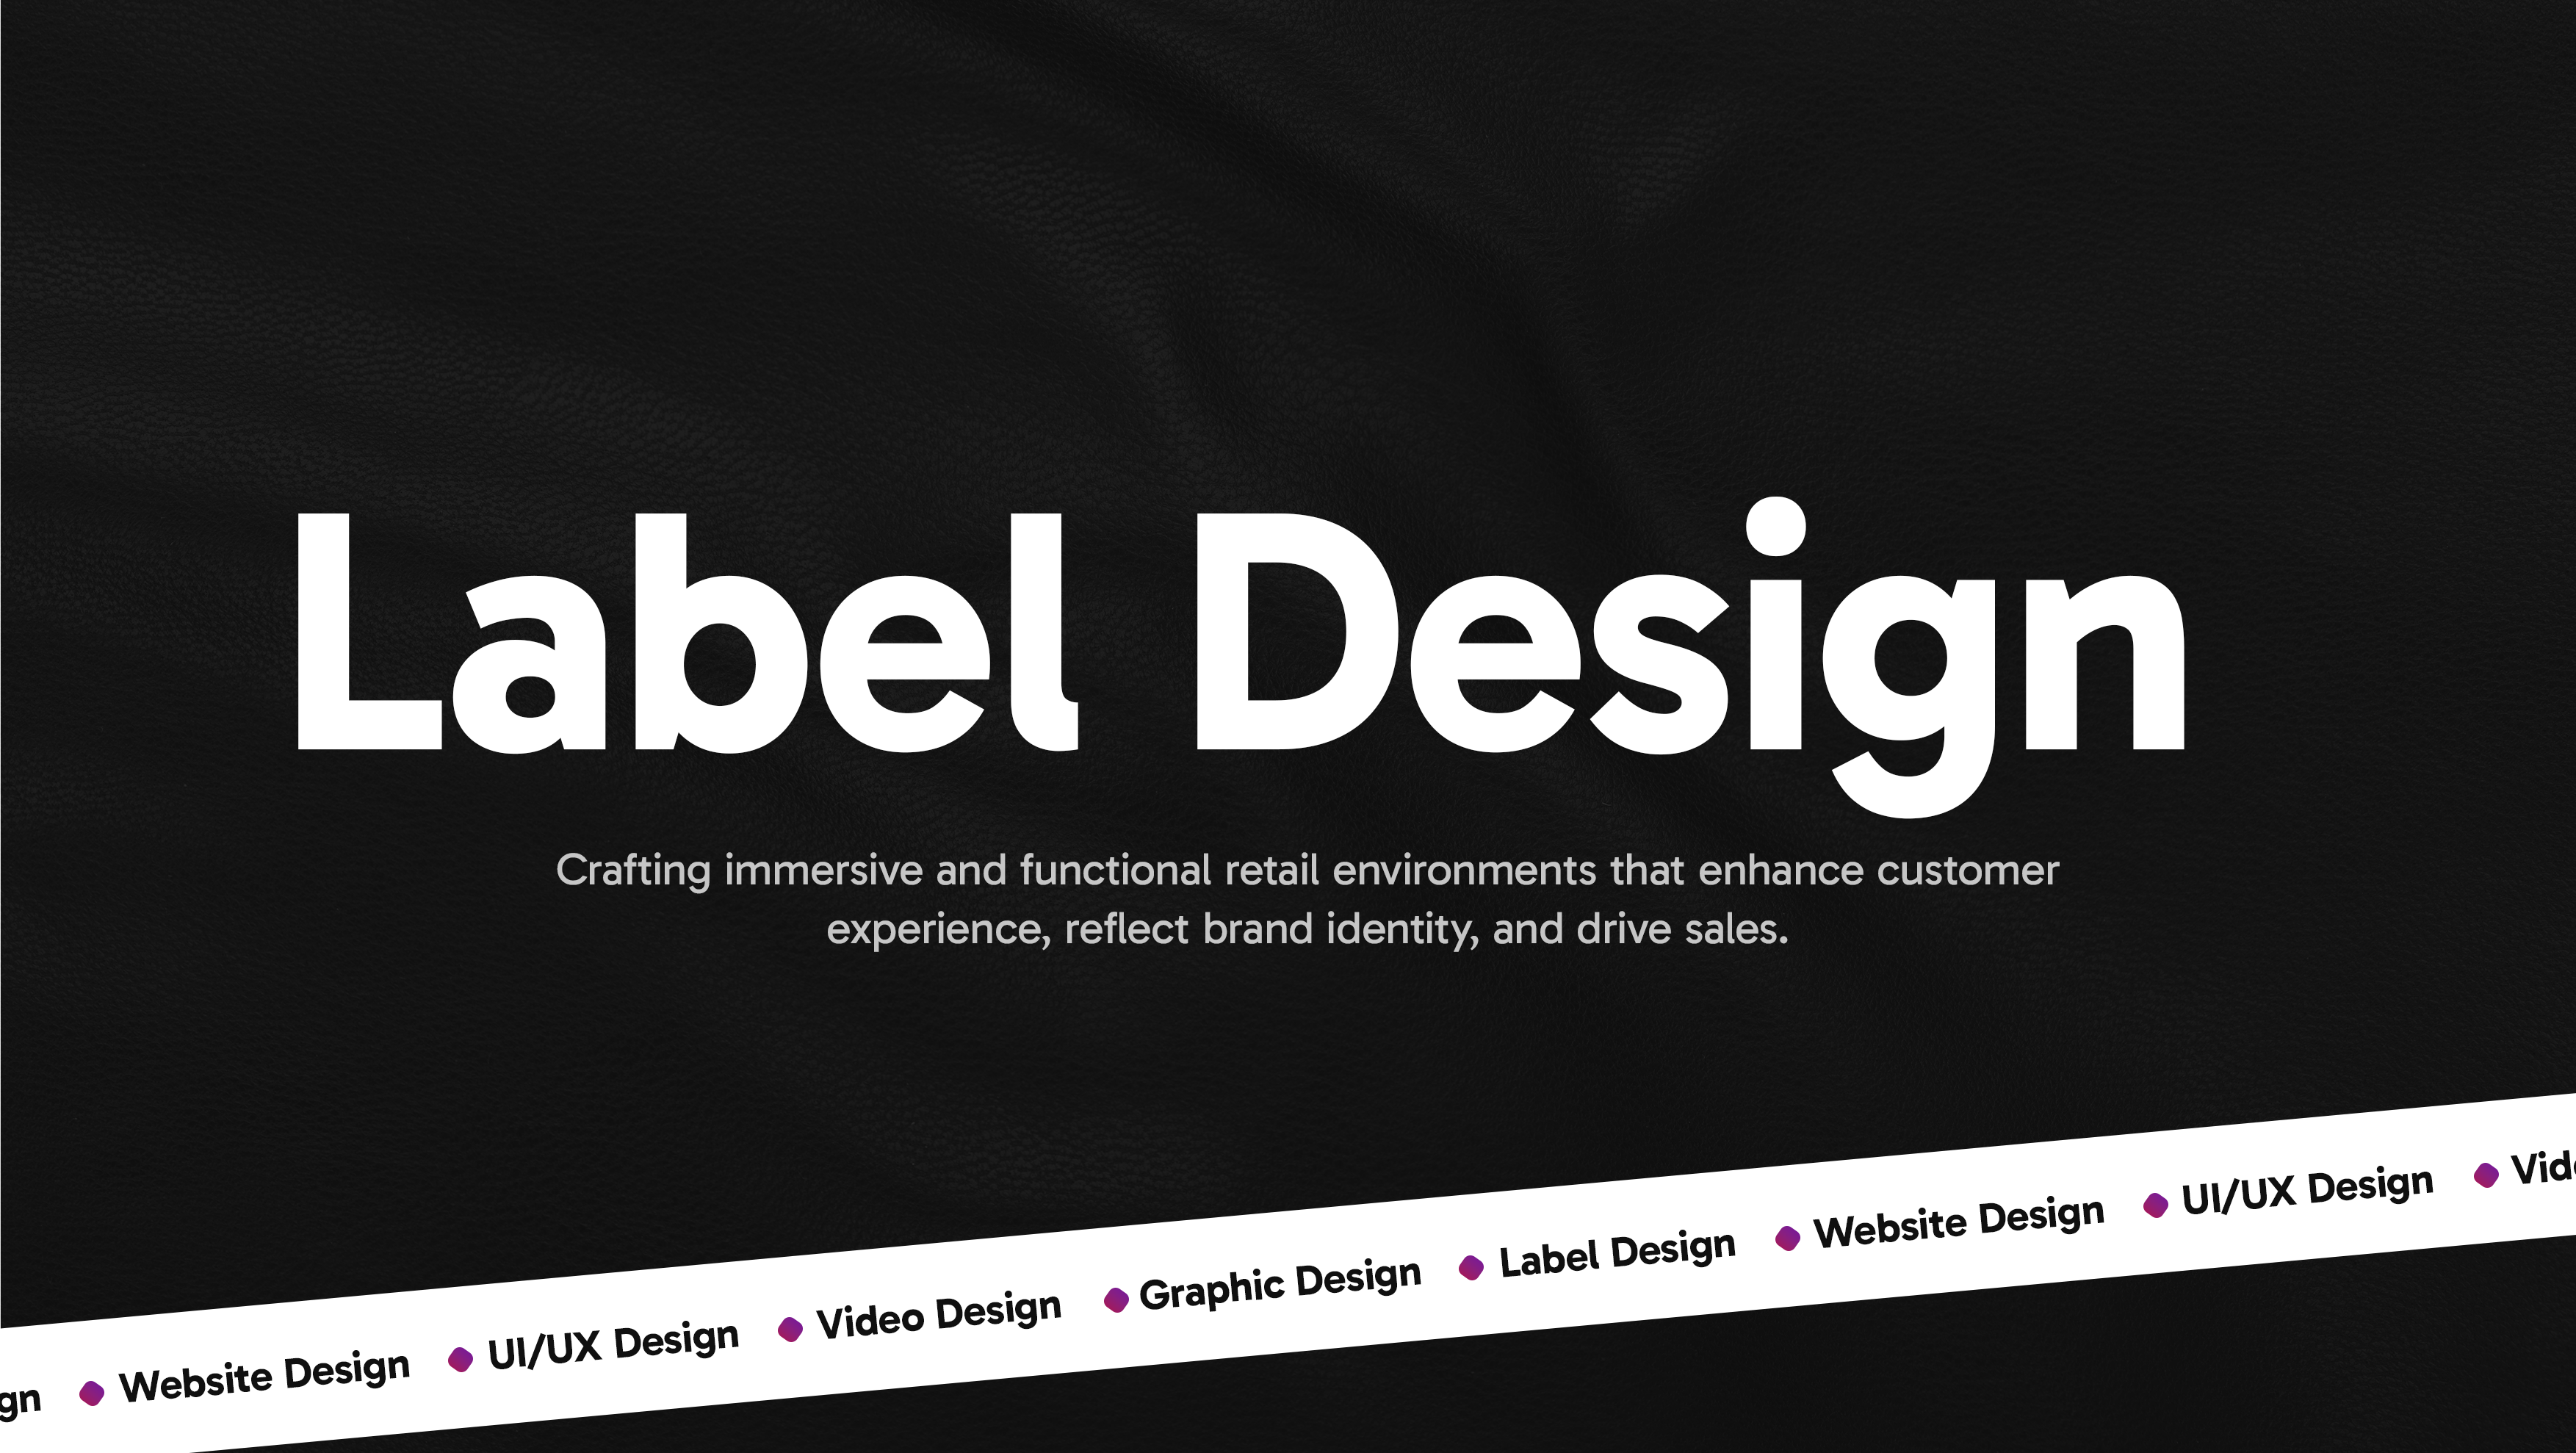 Label Design
Crafting immersive and functional retail environments that enhance customer
experience, reflect brand identity, and drive sales.
gn Website Design UI/UX Design Video Design Graphic Design Label Design Website Design UI/UX Design Vid